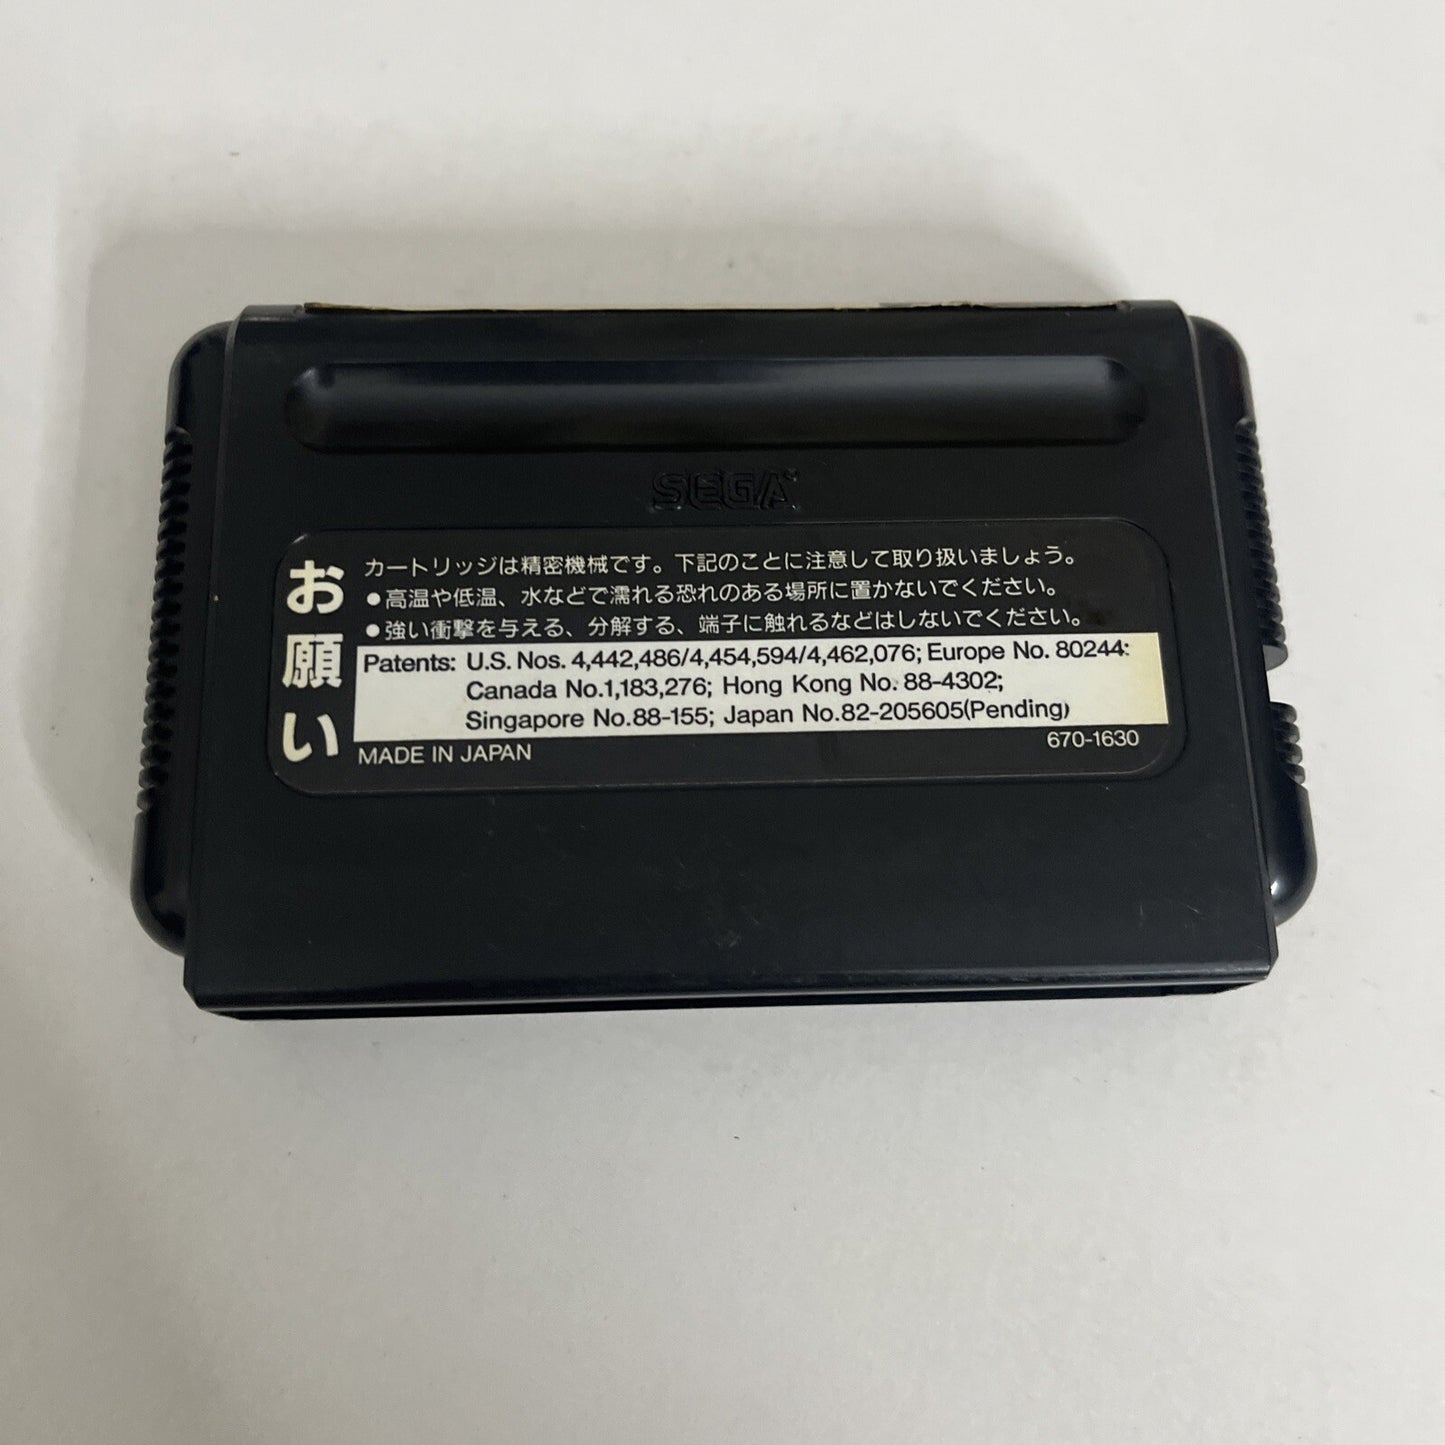 SEGA
お願い
カートリッジは精密機械です。下記のことに注意して取り扱いましょう。
●高温や低温、水などで濡れる恐れのある場所に置かないでください。
●強い衝撃を与える、分解する、端子に触れるなどはしないでください。
Patents: U.S. Nos. 4,442,486/4,454,594/4,462,076; Europe No. 80244:
Canada No.1,183,276; Hong Kong No. 88-4302;
Singapore No.88-155; Japan No.82-205605(Pending)
MADE IN JAPAN
670-1630